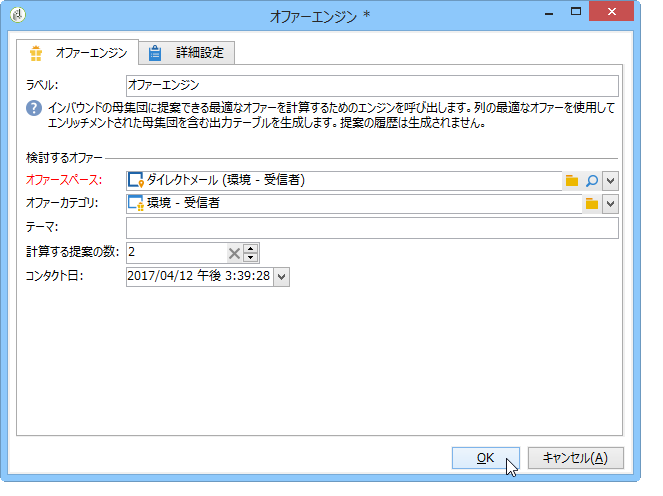 オファーエンジン *
オファーエンジン 詳細設定
ラベル: オファーエンジン
インバウンドの母集団に提案できる最適なオファーを計算するためのエンジンを呼び出します。列の最適なオファーを使用して
エンリッチメントされた母集団を含む出力テーブルを生成します。提案の履歴は生成されません。
検討するオファー
オファースペース: ダイレクトメール (環境 - 受信者)
オファーカテゴリ: 環境 - 受信者
テーマ:
計算する提案の数: 2
コンタクト日: 2017/04/12 午後 3:39:28
OK キャンセル(A)